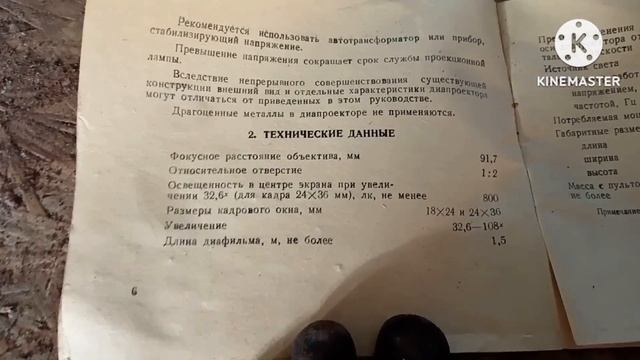 Рекомендуется использовать автотрансформатор или прибор,
стабилизирующий напряжение.
Превышение напряжения сокращает срок службы проекционной
лампы.
Вследствие непрерывного совершенствования существующей
конструкции внешний вид и отдельные характеристики диапроектора
могут отличаться от приведенных в этом руководстве.
Драгоценные металлы в диапроекторе не применяются.
2. ТЕХНИЧЕСКИЕ ДАННЫЕ
Фокусное расстояние объектива, мм 91,7
Относительное отверстие 1:2
Освещенность в центре экрана при увели-
чении 32,6ˣ (для кадра 24×36 мм), лк, не менее 800
Размеры кадрового окна, мм 18×24 и 24×36
Увеличение 32,6—108ˣ
Длина диафильма, м, не более 1,5
6
Источник света
напряжением,
частотой, Гц
Потребляемая
Габаритные
длина
ширина
высота
Масса с
не более
Примечание
KINEMASTER